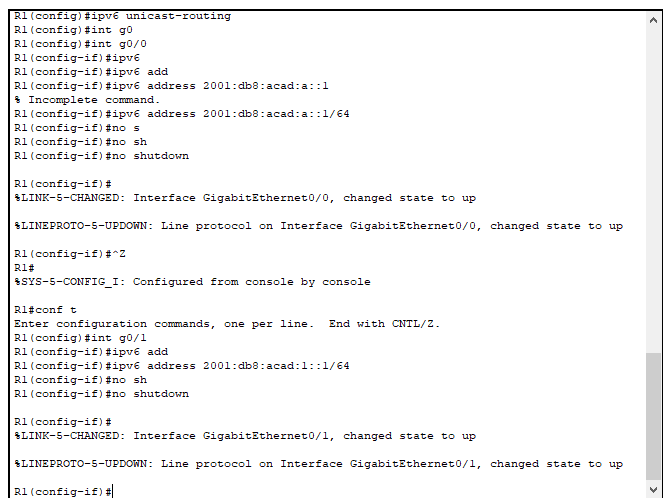 R1(config)#ipv6 unicast-routing
R1(config)#int g0
R1(config)#int g0/0
R1(config-if)#ipv6
R1(config-if)#ipv6 add
R1(config-if)#ipv6 address 2001:db8:acad:a::1
% Incomplete command.
R1(config-if)#ipv6 address 2001:db8:acad:a::1/64
R1(config-if)#no s
R1(config-if)#no sh
R1(config-if)#no shutdown
R1(config-if)#
%LINK-5-CHANGED: Interface GigabitEthernet0/0, changed state to up
%LINEPROTO-5-UPDOWN: Line protocol on Interface GigabitEthernet0/0, changed state to up
R1(config-if)#^Z
R1#
%SYS-5-CONFIG_I: Configured from console by console
R1#conf t
Enter configuration commands, one per line.  End with CNTL/Z.
R1(config)#int g0/1
R1(config-if)#ipv6 add
R1(config-if)#ipv6 address 2001:db8:acad:1::1/64
R1(config-if)#no sh
R1(config-if)#no shutdown
R1(config-if)#
%LINK-5-CHANGED: Interface GigabitEthernet0/1, changed state to up
%LINEPROTO-5-UPDOWN: Line protocol on Interface GigabitEthernet0/1, changed state to up
R1(config-if)#